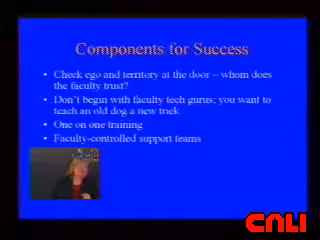 Components for Success
• Check ego and territory at the door – whom does
the faculty trust?
• Don't begin with faculty tech gurus; you want to
teach an old dog a new trick
• One on one training
• Faculty-controlled support teams
CNLI